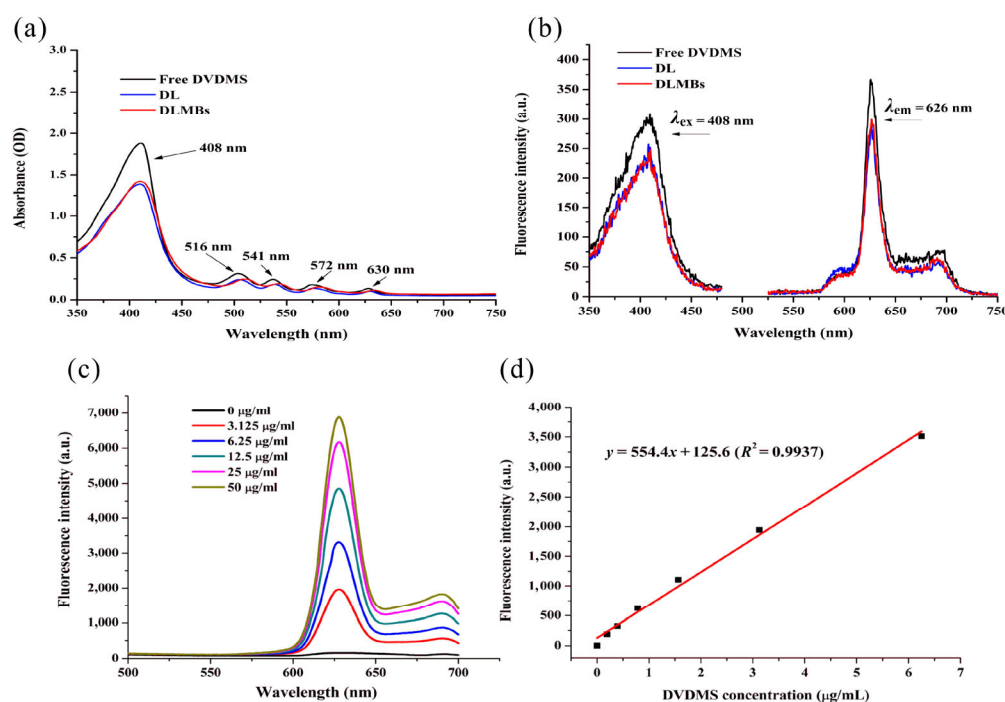 (a)
3.0
2.5
2.0
1.5
1.0
0.5
0.0
Absorbance (OD)
Free DVDMS
DL
DLMBs
408 nm
516 nm
541 nm
572 nm
630 nm
350 400 450 500 550 600 650 700 750
Wavelength (nm)
(b)
350
300
250
200
150
100
50
0
Fluorescence intensity (a.u.)
Free DVDMS
DL
DLMBs
λex = 408 nm
λem = 626 nm
350 400 450 500 550 600 650 700 750
Wavelength (nm)
(c)
7,000
6,000
5,000
4,000
3,000
2,000
1,000
0
Fluorescence intensity (a.u.)
0 μg/ml
3.125 μg/ml
6.25 μg/ml
12.5 μg/ml
25 μg/ml
50 μg/ml
500 550 600 650 700
Wavelength (nm)
(d)
4,000
3,500
3,000
2,500
2,000
1,500
1,000
500
0
Fluorescence intensity (a.u.)
y = 554.4x + 125.6 (R² = 0.9937)
0 1 2 3 4 5 6 7
DVDMS concentration (μg/mL)